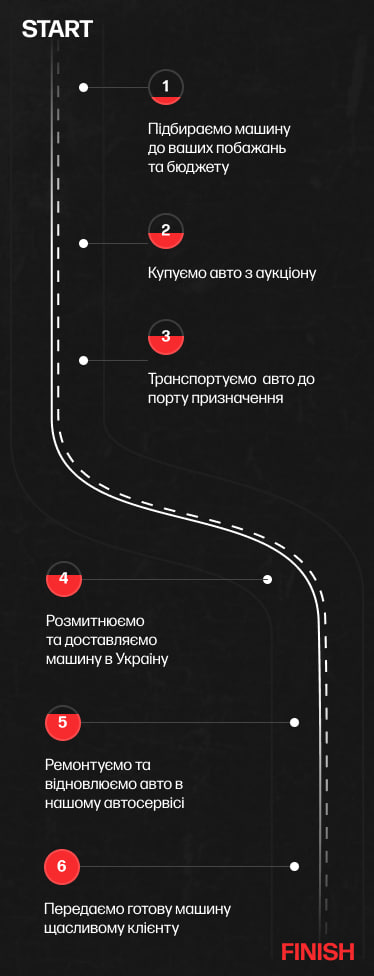 START
1
Підбираємо машину
до ваших побажань
та бюджету
2
Купуємо авто з аукціону
3
Транспортуємо авто до
порту призначення
4
Розмитнюємо
та доставляємо
машину в Україну
5
Ремонтуємо та
відновлюємо авто в
нашому автосервісі
6
Передаємо готову машину
щасливому клієнту
FINISH